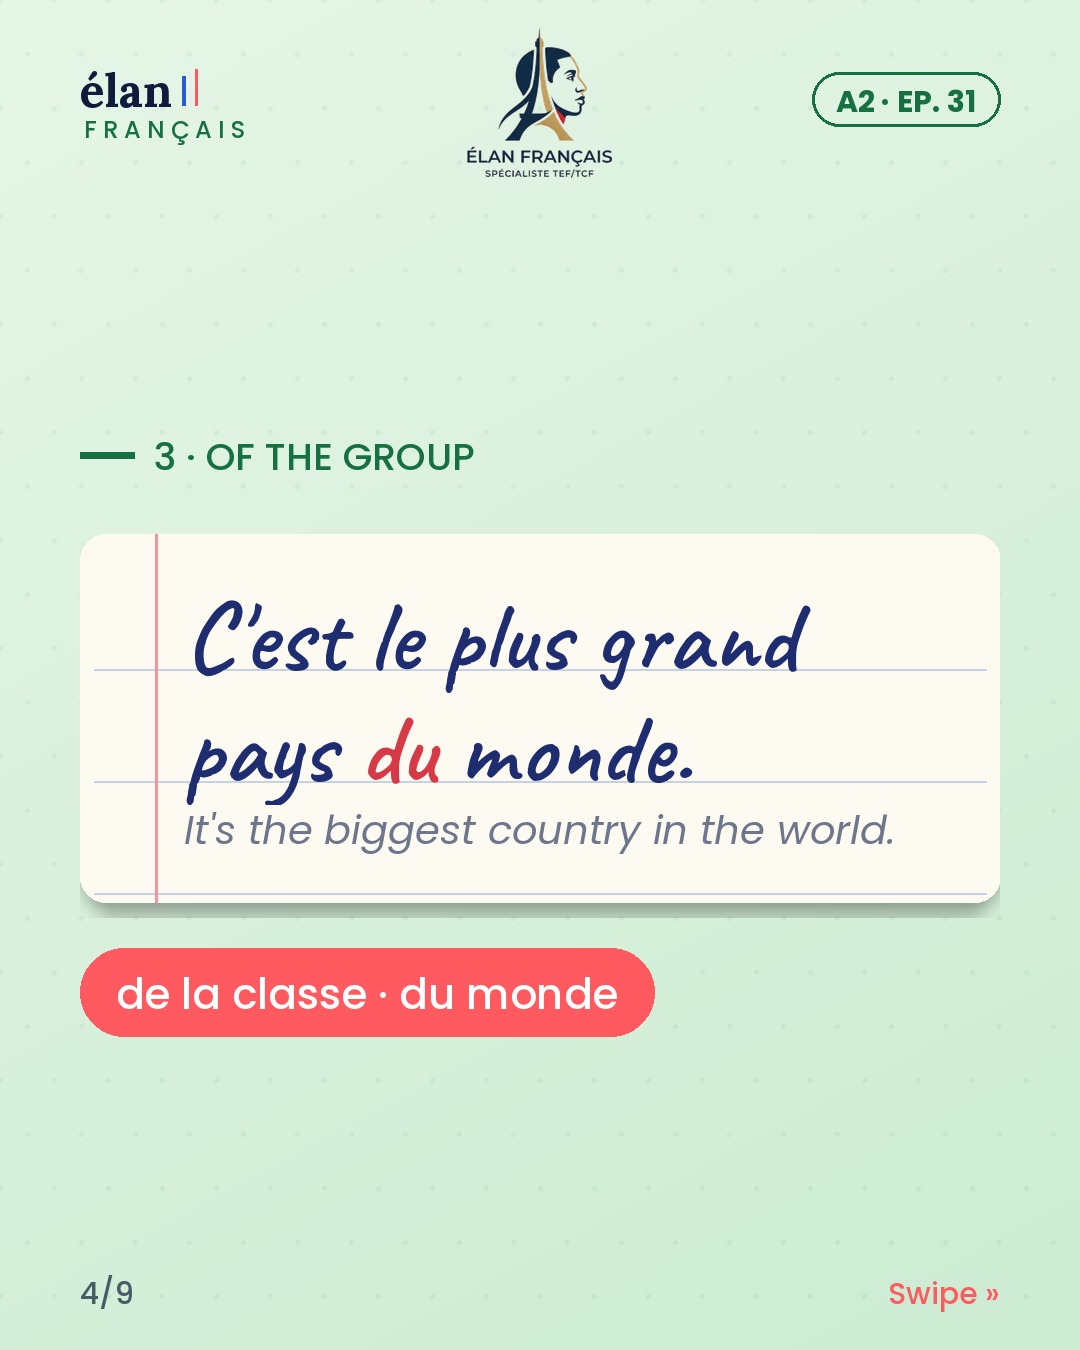 élan
FRANÇAIS
ÉLAN FRANÇAIS
SPÉCIALISTE TEF/TCF
A2 · EP. 31
3 · OF THE GROUP
C'est le plus grand
pays du monde.
It's the biggest country in the world.
de la classe · du monde
4/9
Swipe »